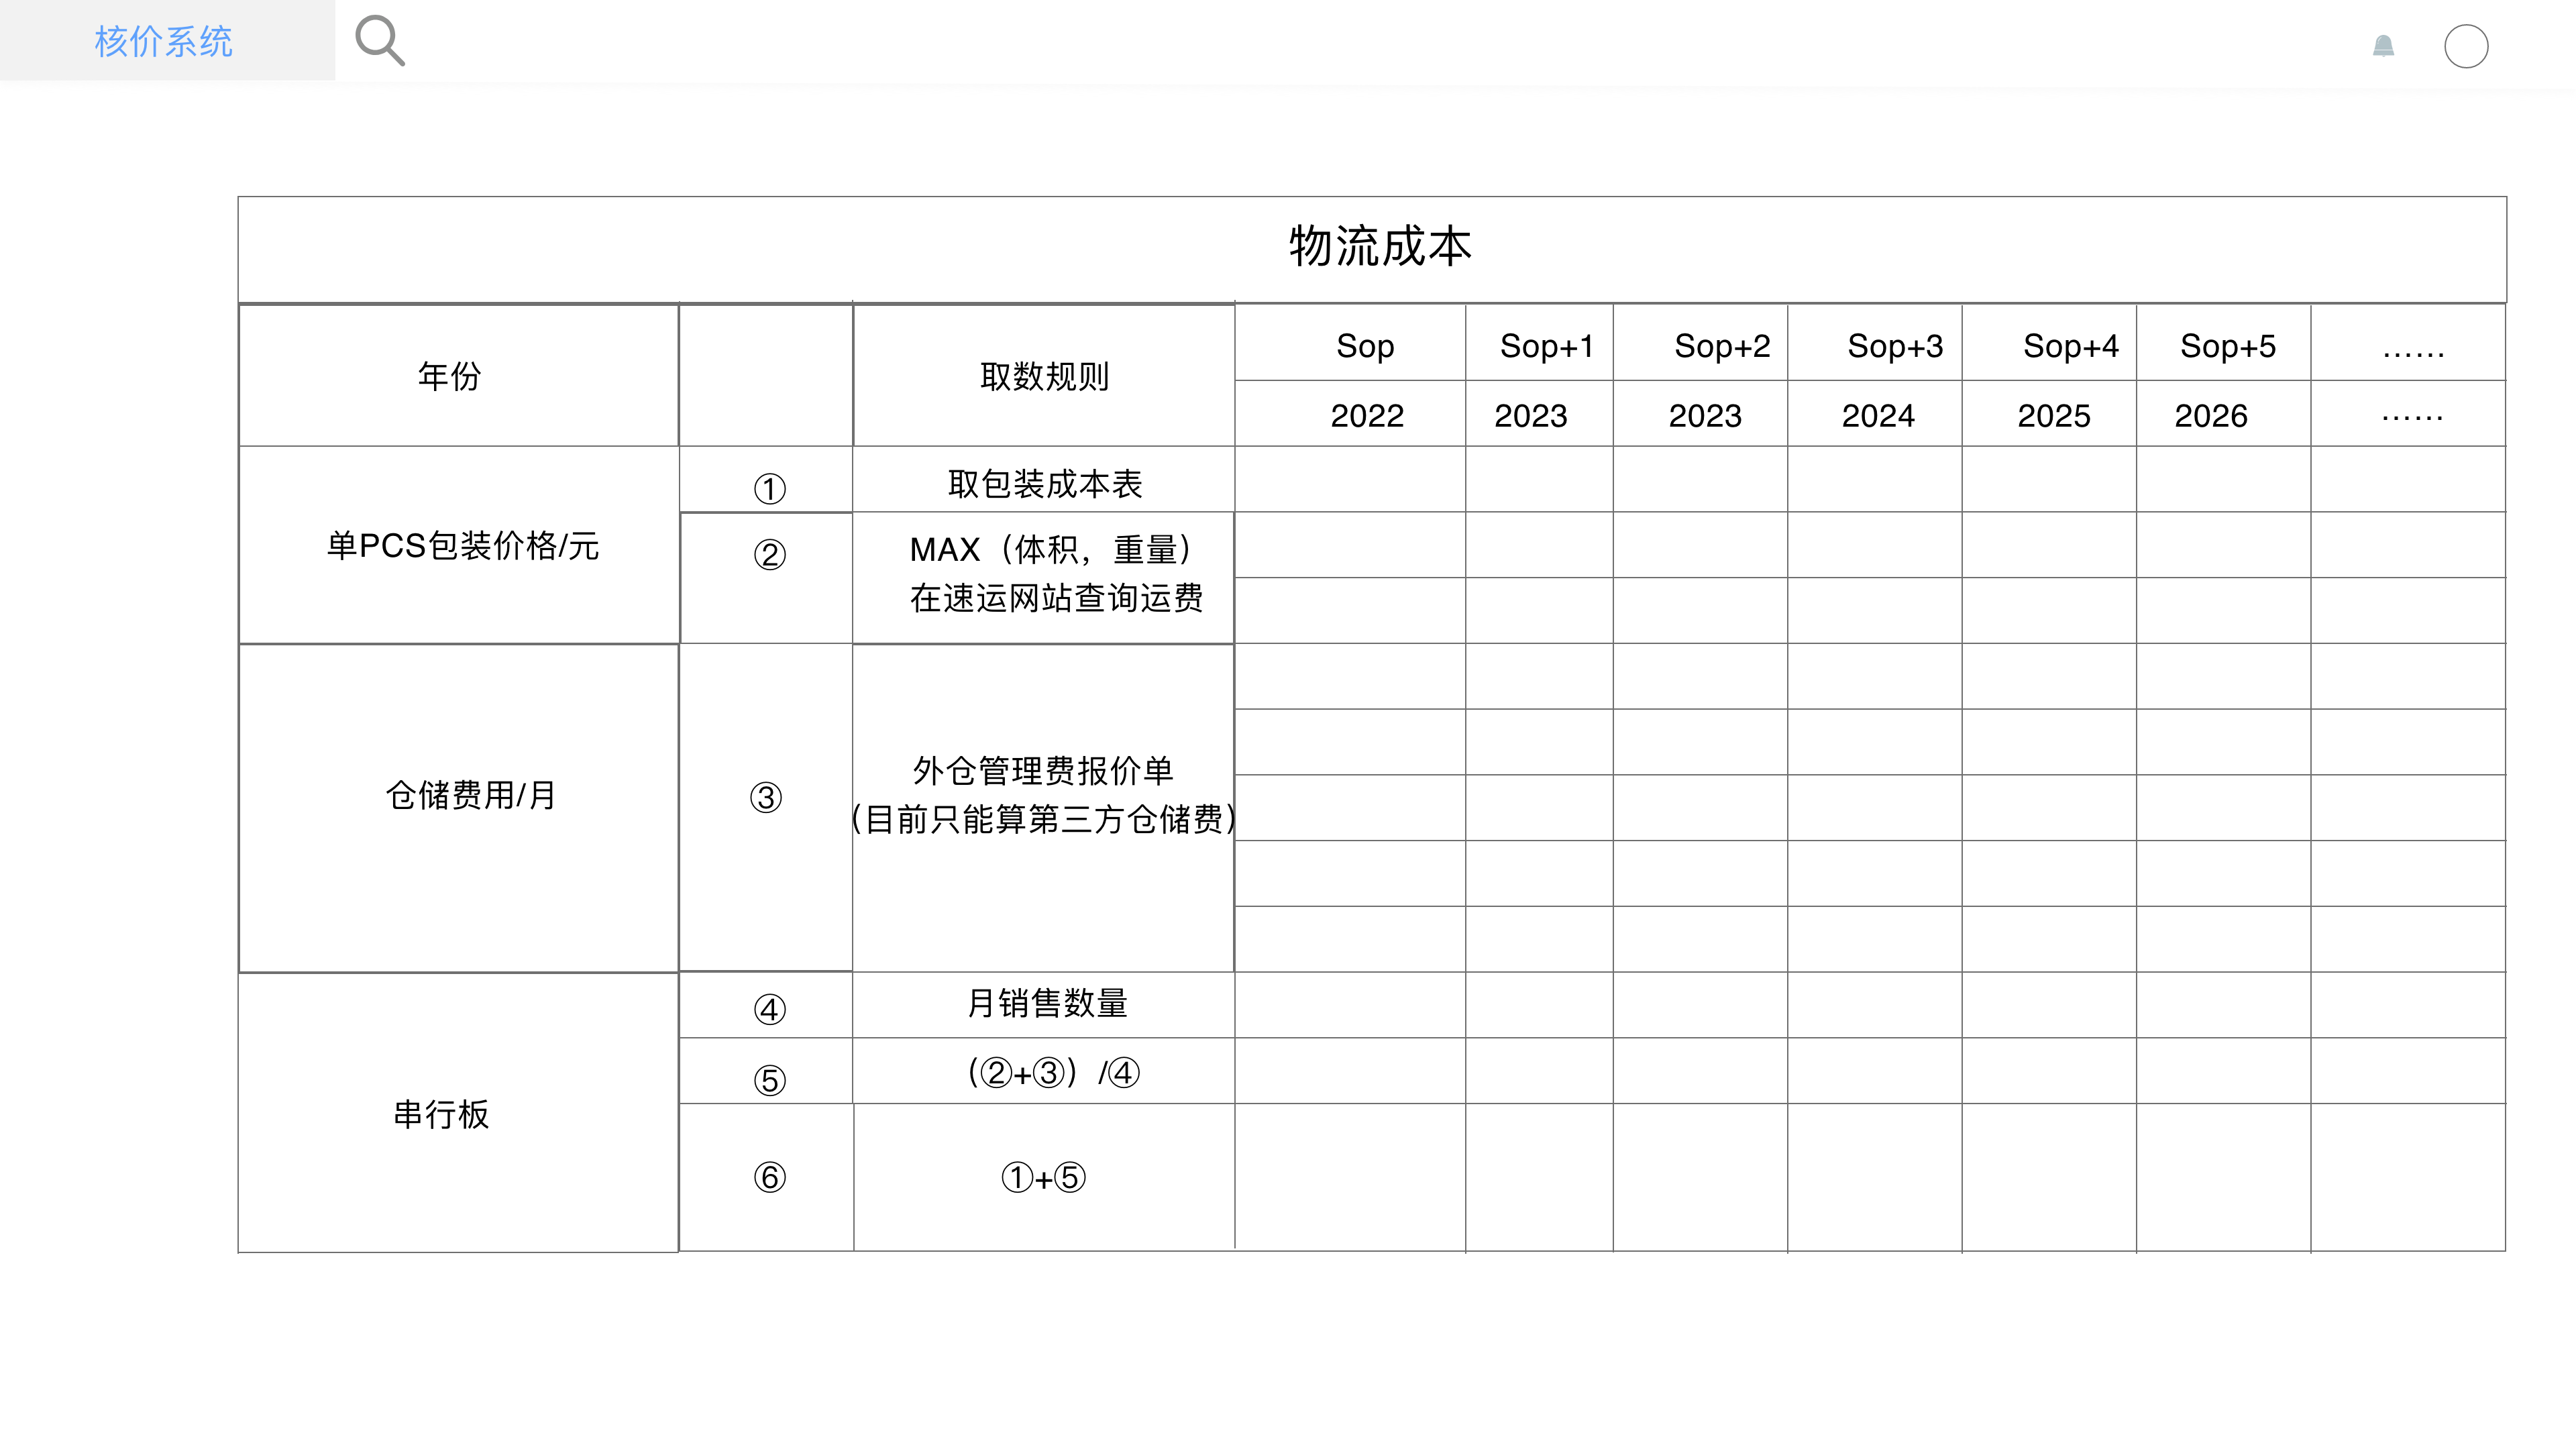 核价系统
物流成本
年份
取数规则
Sop
Sop+1
Sop+2
Sop+3
Sop+4
Sop+5
……
2022
2023
2023
2024
2025
2026
……
单PCS包装价格/元
①
取包装成本表
②
MAX（体积，重量）
在速运网站查询运费
仓储费用/月
③
外仓管理费报价单
(目前只能算第三方仓储费)
串行板
④
月销售数量
⑤
（②+③）/④
⑥
①+⑤